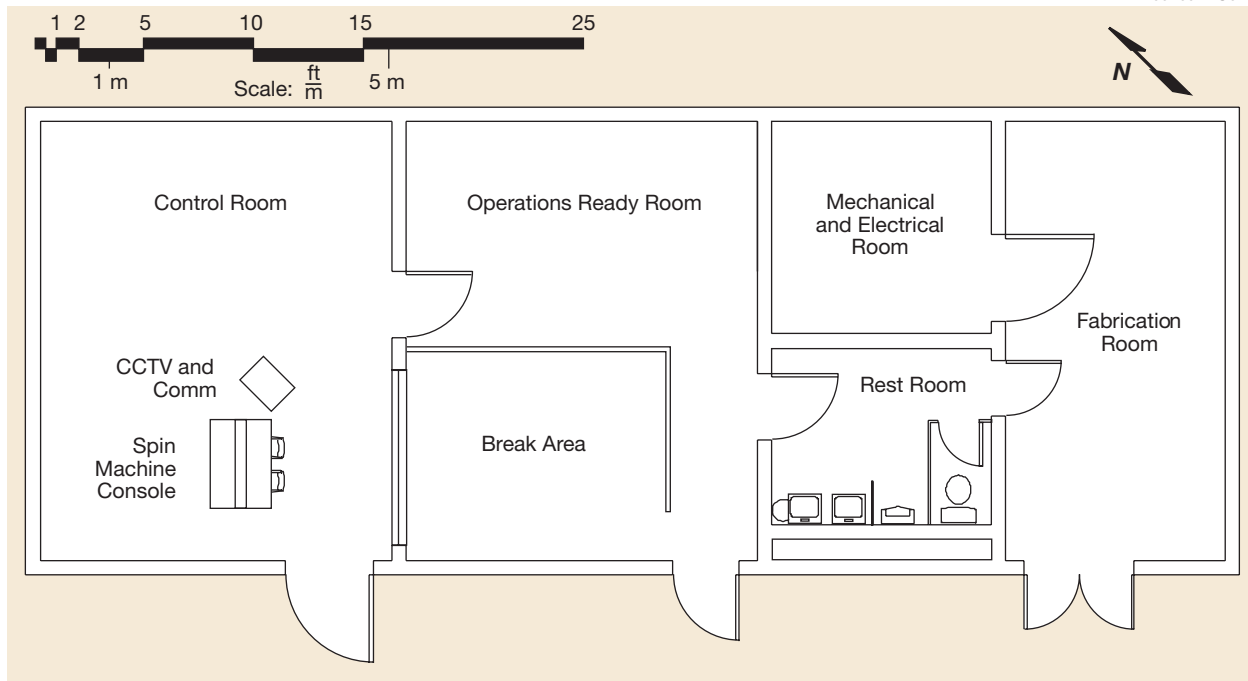 1 2 5 10 15 25
1 m
Scale: ft
m
5 m
N
Control Room
Operations Ready Room
Mechanical
and Electrical
Room
Fabrication
Room
CCTV and
Comm
Rest Room
Spin
Machine
Console
Break Area